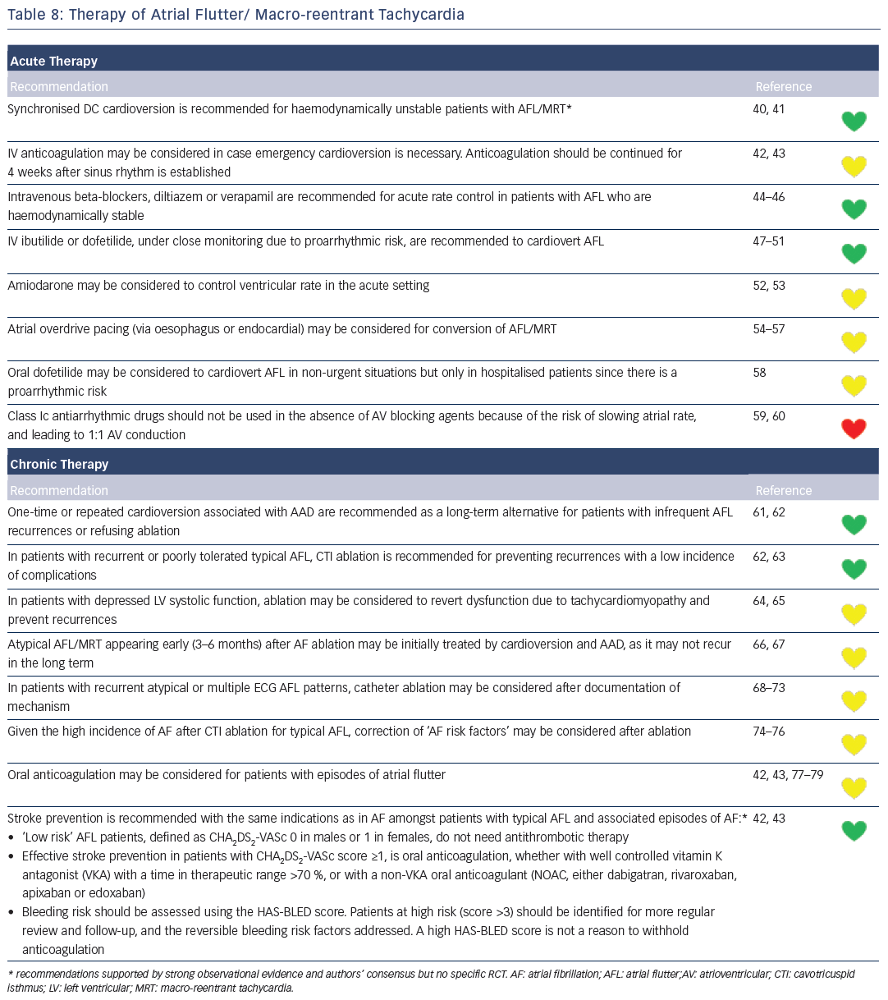 Table 8: Therapy of Atrial Flutter/ Macro-reentrant Tachycardia
Acute Therapy
Recommendation Reference
Synchronised DC cardioversion is recommended for haemodynamically unstable patients with AFL/MRT* 40, 41
IV anticoagulation may be considered in case emergency cardioversion is necessary. Anticoagulation should be continued for 42, 43
4 weeks after sinus rhythm is established
Intravenous beta-blockers, diltiazem or verapamil are recommended for acute rate control in patients with AFL who are 44–46
haemodynamically stable
IV ibutilide or dofetilide, under close monitoring due to proarrhythmic risk, are recommended to cardiovert AFL 47–51
Amiodarone may be considered to control ventricular rate in the acute setting 52, 53
Atrial overdrive pacing (via oesophagus or endocardial) may be considered for conversion of AFL/MRT 54–57
Oral dofetilide may be considered to cardiovert AFL in non-urgent situations but only in hospitalised patients since there is a 58
proarrhythmic risk
Class Ic antiarrhythmic drugs should not be used in the absence of AV blocking agents because of the risk of slowing atrial rate, 59, 60
and leading to 1:1 AV conduction
Chronic Therapy
Recommendation Reference
One-time or repeated cardioversion associated with AAD are recommended as a long-term alternative for patients with infrequent AFL 61, 62
recurrences or refusing ablation
In patients with recurrent or poorly tolerated typical AFL, CTI ablation is recommended for preventing recurrences with a low incidence 62, 63
of complications
In patients with depressed LV systolic function, ablation may be considered to revert dysfunction due to tachycardiomyopathy and 64, 65
prevent recurrences
Atypical AFL/MRT appearing early (3–6 months) after AF ablation may be initially treated by cardioversion and AAD, as it may not recur 66, 67
in the long term
In patients with recurrent atypical or multiple ECG AFL patterns, catheter ablation may be considered after documentation of 68–73
mechanism
Given the high incidence of AF after CTI ablation for typical AFL, correction of ‘AF risk factors’ may be considered after ablation 74–76
Oral anticoagulation may be considered for patients with episodes of atrial flutter 42, 43, 77–79
Stroke prevention is recommended with the same indications as in AF amongst patients with typical AFL and associated episodes of AF:* 42, 43
• ‘Low risk’ AFL patients, defined as CHA₂DS₂-VASc 0 in males or 1 in females, do not need antithrombotic therapy
• Effective stroke prevention in patients with CHA₂DS₂-VASc score ≥1, is oral anticoagulation, whether with well controlled vitamin K
antagonist (VKA) with a time in therapeutic range >70 %, or with a non-VKA oral anticoagulant (NOAC, either dabigatran, rivaroxaban,
apixaban or edoxaban)
• Bleeding risk should be assessed using the HAS-BLED score. Patients at high risk (score >3) should be identified for more regular
review and follow-up, and the reversible bleeding risk factors addressed. A high HAS-BLED score is not a reason to withhold
anticoagulation
* recommendations supported by strong observational evidence and authors’ consensus but no specific RCT. AF: atrial fibrillation; AFL: atrial flutter;AV: atrioventricular; CTI: cavotricuspid
isthmus; LV: left ventricular; MRT: macro-reentrant tachycardia.